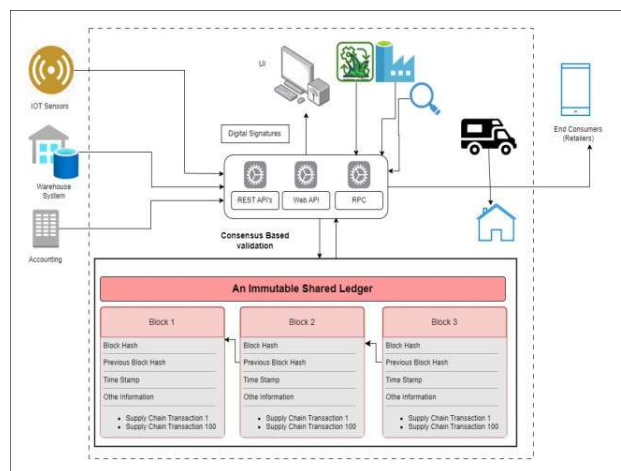 UI
IOT Sensors
Digital Signatures
End Consumers
(Retailers)
Warehouse
System
REST API's
Web API
RPC
Accounting
Consensus Based
validation
An Immutable Shared Ledger
Block 1
Block Hash
Previous Block Hash
Time Stamp
Othe Information
• Supply Chain Transaction 1
• Supply Chain Transaction 100
Block 2
Block Hash
Previous Block Hash
Time Stamp
Othe Information
• Supply Chain Transaction 1
• Supply Chain Transaction 100
Block 3
Block Hash
Previous Block Hash
Time Stamp
Othe Information
• Supply Chain Transaction 1
• Supply Chain Transaction 100